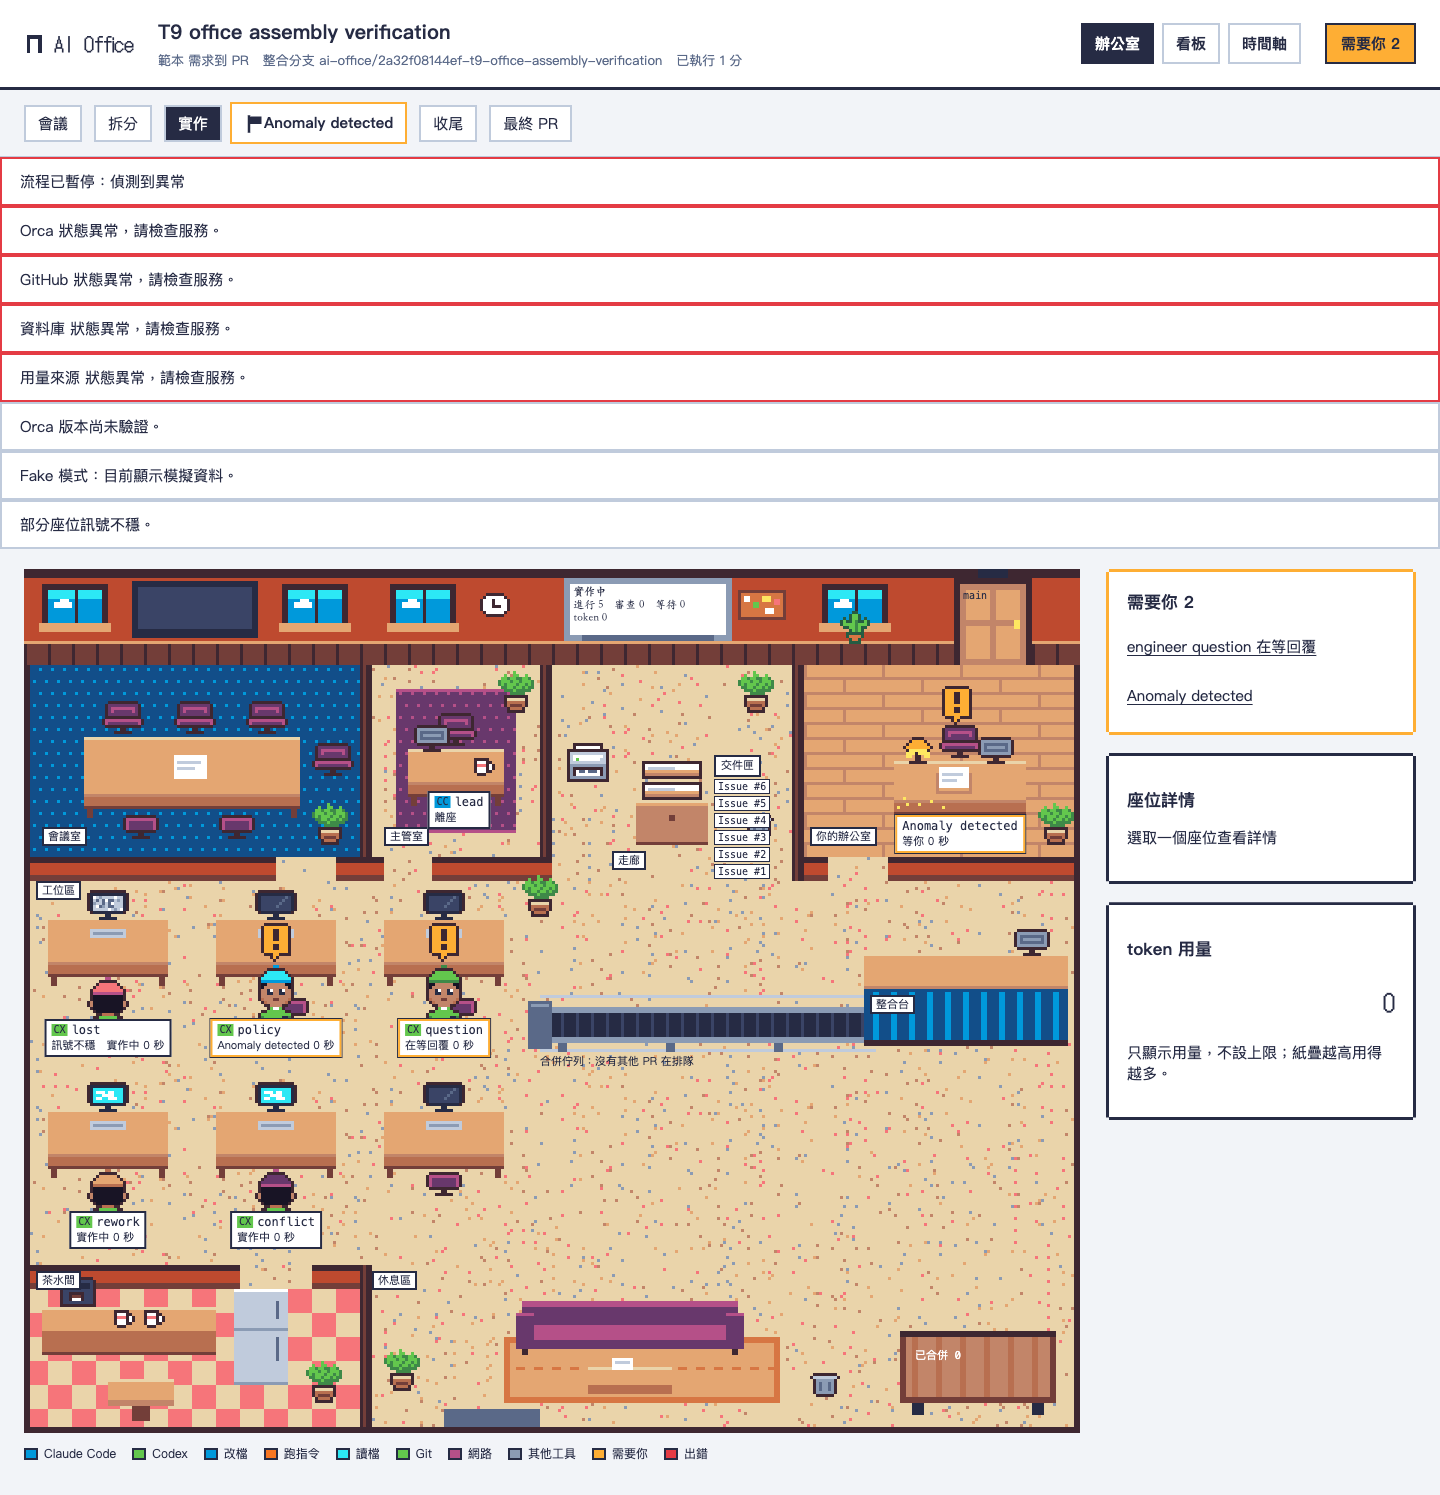 AI Office
T9 office assembly verification
範本 需求到 PR 整合分支 ai-office/2a32f08144ef-t9-office-assembly-verification 已執行 1 分
辦公室
看板
時間軸
需要你 2
會議
拆分
實作
Anomaly detected
收尾
最終 PR
流程已暫停：偵測到異常
Orca 狀態異常，請檢查服務。
GitHub 狀態異常，請檢查服務。
資料庫 狀態異常，請檢查服務。
用量來源 狀態異常，請檢查服務。
Orca 版本尚未驗證。
Fake 模式：目前顯示模擬資料。
部分座位訊號不穩。
實作中
進行 5 審查 0 等待 0
token 0
main
交件匣
Issue #6
Issue #5
Issue #4
Issue #3
Issue #2
Issue #1
CC lead
離座
會議室
主管室
走廊
你的辦公室
Anomaly detected
等你 0 秒
工位區
CX lost
訊號不穩 實作中 0 秒
CX policy
Anomaly detected 0 秒
CX question
在等回覆 0 秒
整合台
合併佇列：沒有其他 PR 在排隊
CX rework
實作中 0 秒
CX conflict
實作中 0 秒
茶水間
休息區
已合併 0
Claude Code
Codex
改檔
跑指令
讀檔
Git
網路
其他工具
需要你
出錯
需要你 2
engineer question 在等回覆
Anomaly detected
座位詳情
選取一個座位查看詳情
token 用量
0
只顯示用量，不設上限；紙疊越高用得
越多。